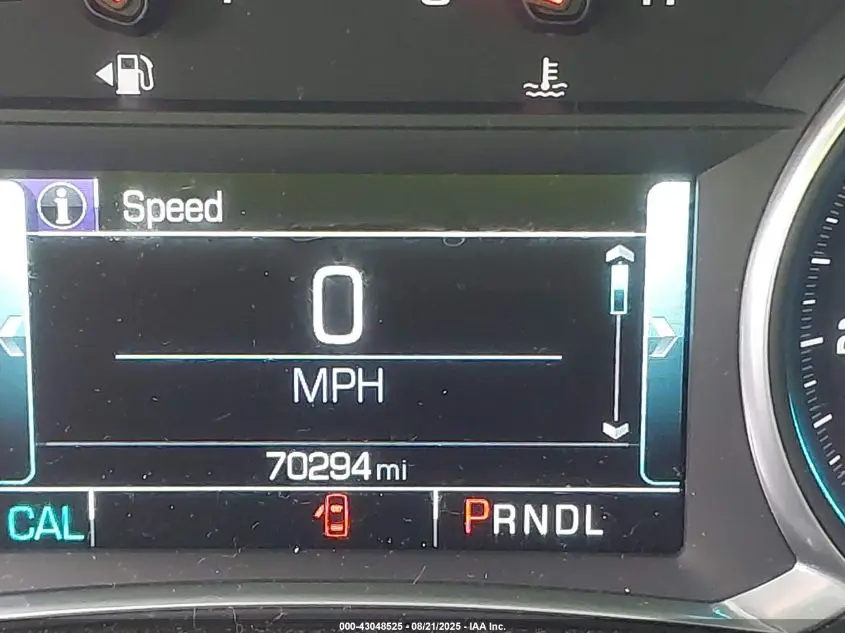 Speed
0
MPH
70294 mi
CAL
PRNDL
000-43048525 - 08/21/2025 - IAA Inc.